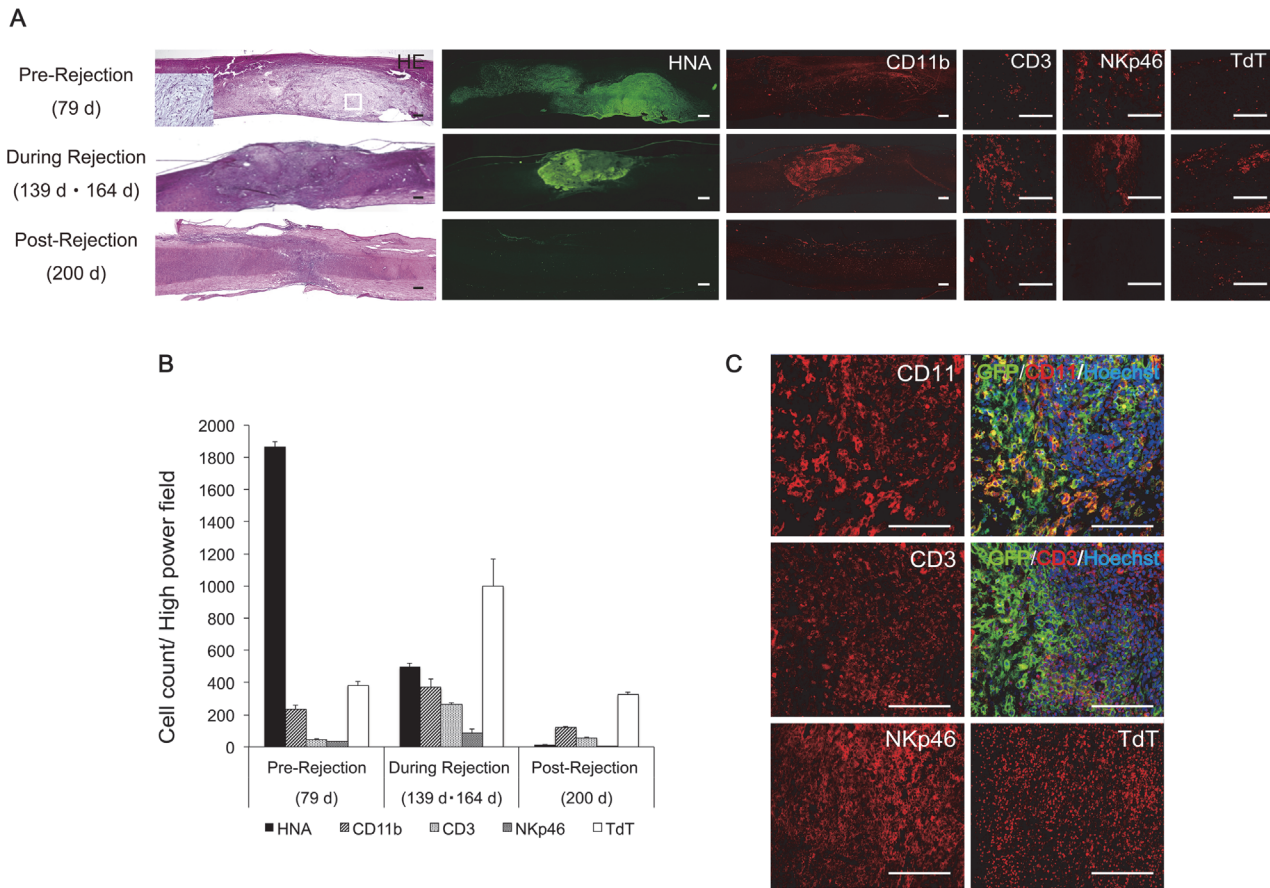 A
Pre-Rejection
(79 d)
HE
HNA
CD11b
CD3
NKp46
TdT
During Rejection
(139 d・164 d)
Post-Rejection
(200 d)
B
Cell count/ High power field
2000
1800
1600
1400
1200
1000
800
600
400
200
0
Pre-Rejection
(79 d)
During Rejection
(139 d・164 d)
Post-Rejection
(200 d)
HNA
CD11b
CD3
NKp46
TdT
C
CD11
GFP/CD11/Hoechst
CD3
GFP/CD3/Hoechst
NKp46
TdT